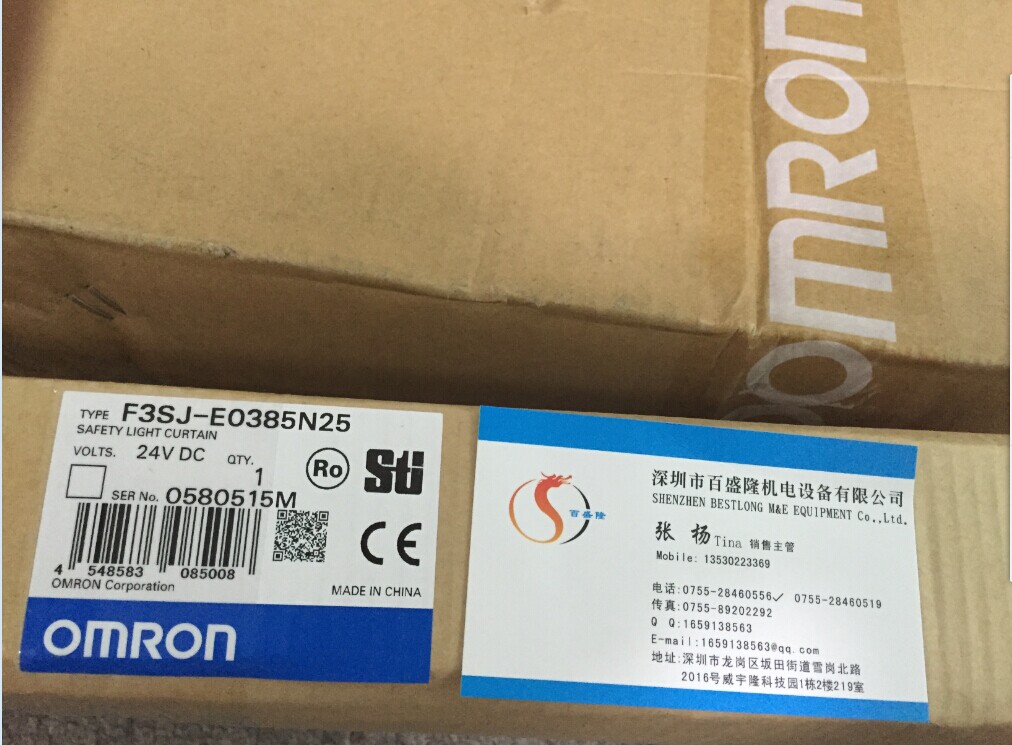 OMRON
TYPE F3SJ-E0385N25
SAFETY LIGHT CURTAIN
VOLTS. 24V DC QTY. 1
Ro
Sti
SER No. 0580515M
CE
4 548583 085008
OMRON Corporation
MADE IN CHINA
OMRON
百盛隆
深圳市百盛隆机电设备有限公司
SHENZHEN BESTLONG M&E EQUIPMENT Co.,Ltd.
张 杨 Tina 销售主管
Mobile: 13530223369
电话:0755-28460556 0755-28460519
传真:0755-89202292
Q Q:1659138563
E-mail:1659138563@qq.com
地址:深圳市龙岗区坂田街道雪岗北路
2016号威宇隆科技园1栋2楼219室